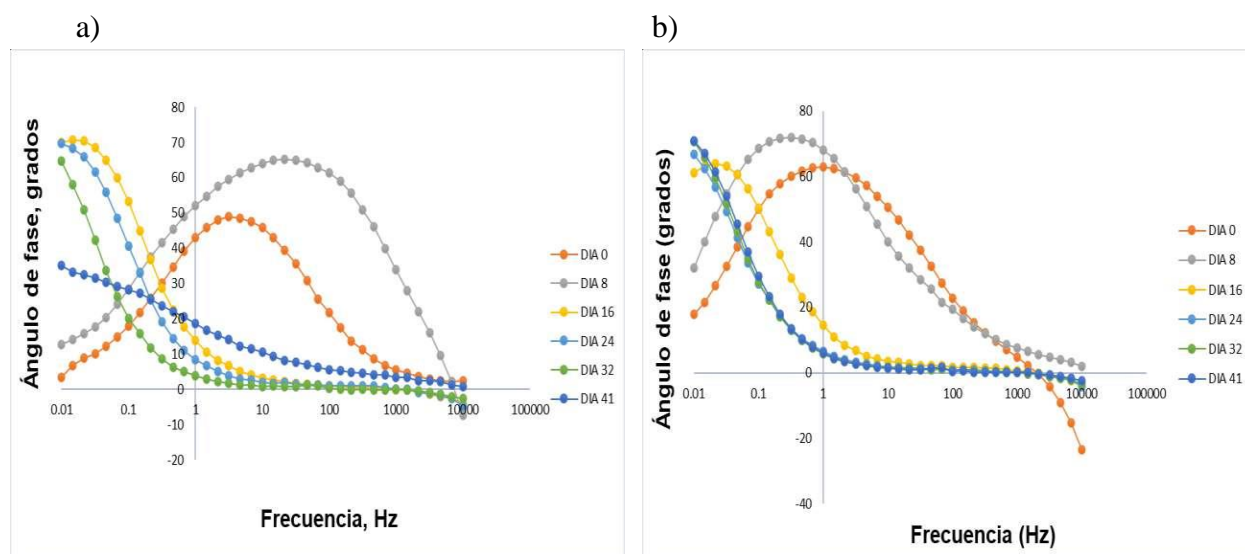 a)
b)
Ángulo de fase, grados
80
70
60
50
40
30
20
10
0
-10
-20
0.01 0.1 1 10 100 1000 10000 100000
Frecuencia, Hz
DIA 0
DIA 8
DIA 16
DIA 24
DIA 32
DIA 41
Ángulo de fase (grados)
80
60
40
20
0
-20
-40
0.01 0.1 1 10 100 1000 10000 100000
Frecuencia (Hz)
DIA 0
DIA 8
DIA 16
DIA 24
DIA 32
DIA 41